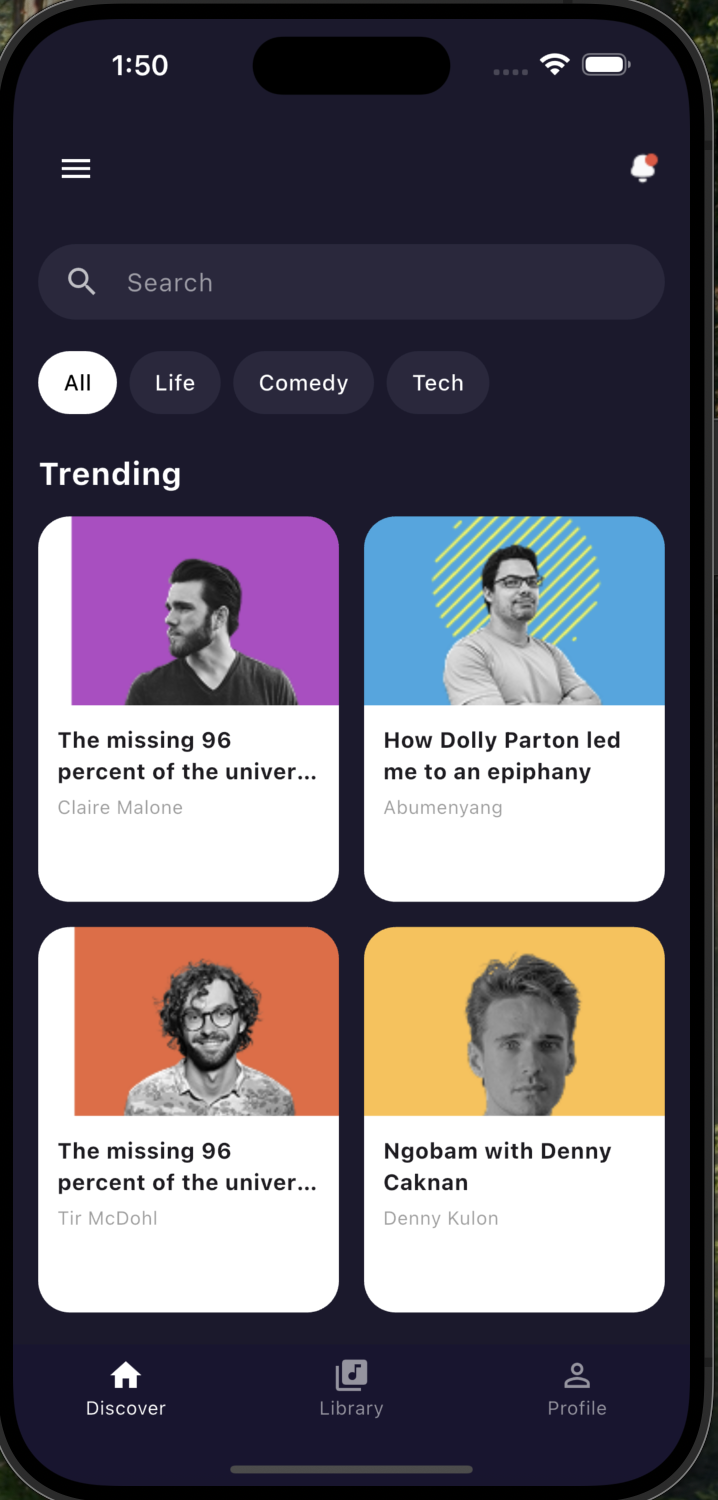 1:50
Search
All Life Comedy Tech
Trending
The missing 96
percent of the univer...
Claire Malone
How Dolly Parton led
me to an epiphany
Abumenyang
The missing 96
percent of the univer...
Tir McDohl
Ngobam with Denny
Caknan
Denny Kulon
Discover Library Profile